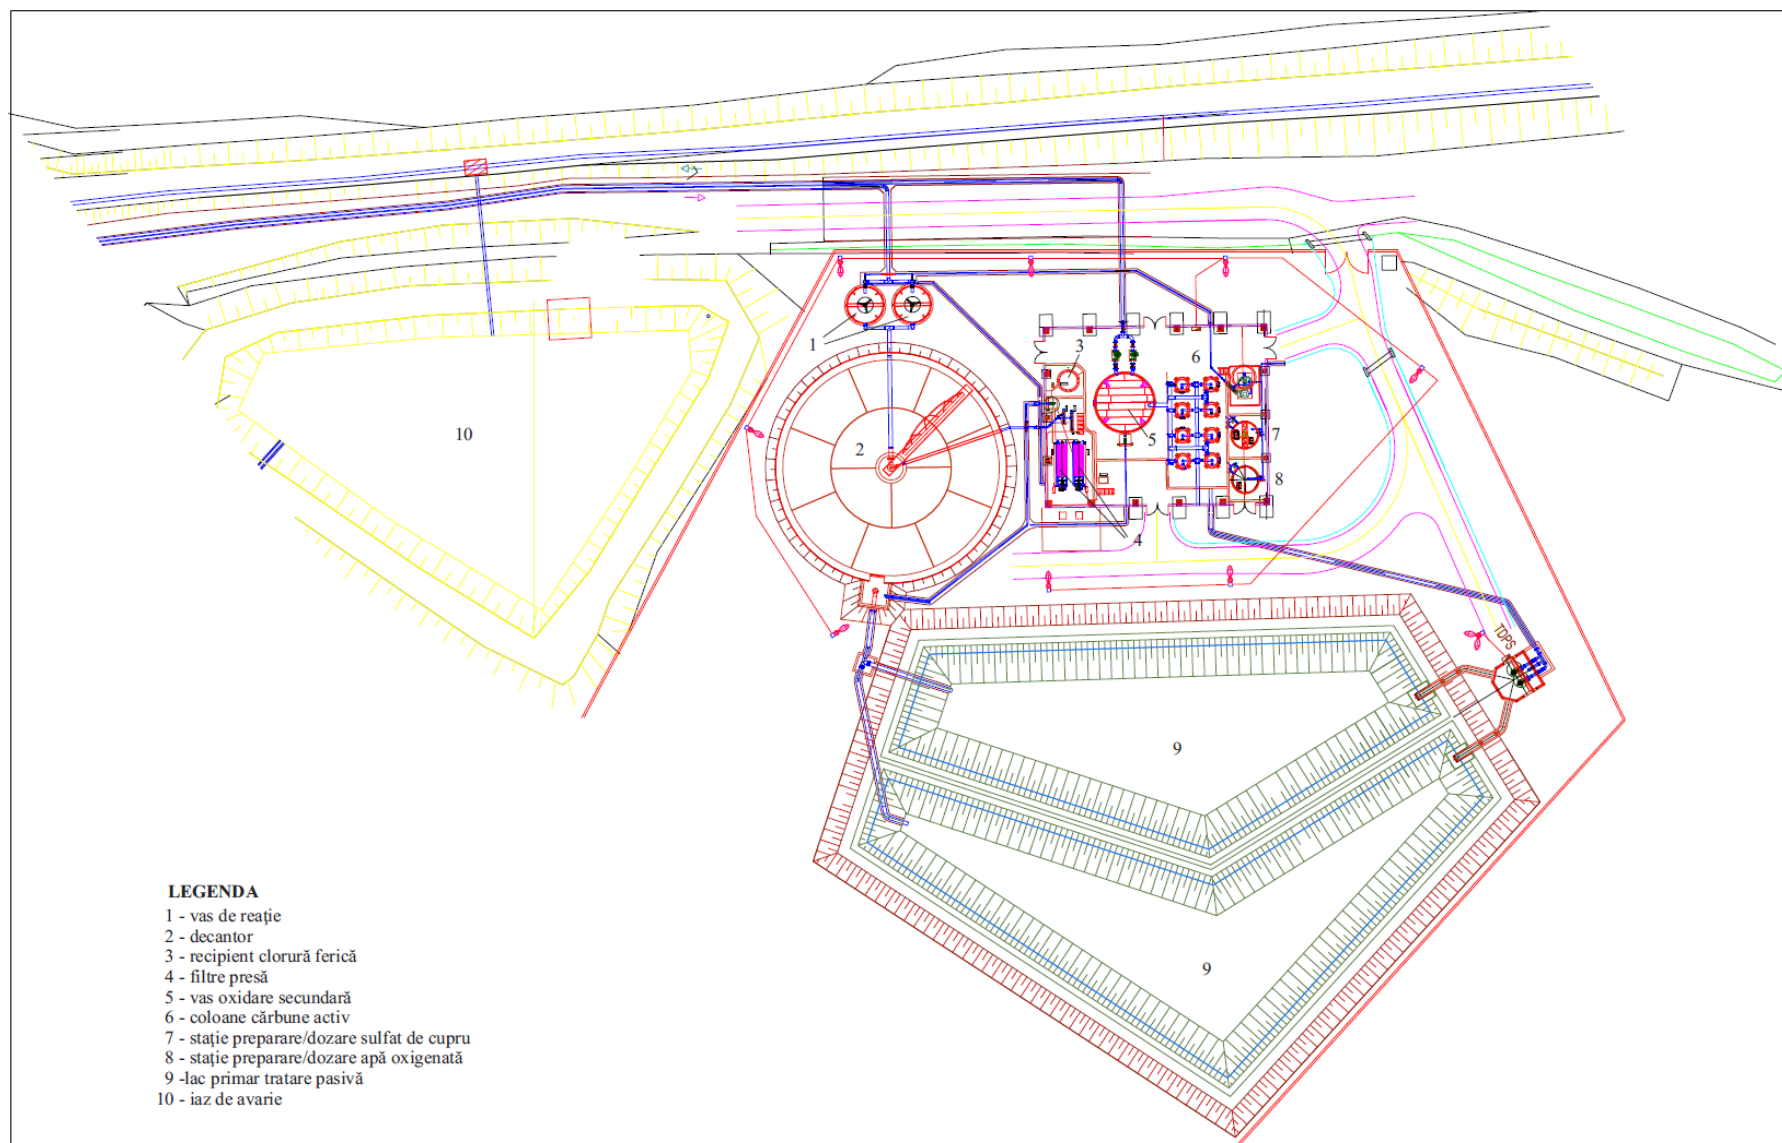 1
3
6
2
5
7
10
8
4
TDPS
9
9
LEGENDA
1 - vas de reație
2 - decantor
3 - recipient clorură ferică
4 - filtre presă
5 - vas oxidare secundară
6 - coloane cărbune activ
7 - stație preparare/dozare sulfat de cupru
8 - stație preparare/dozare apă oxigenată
9 -lac primar tratare pasivă
10 - iaz de avarie